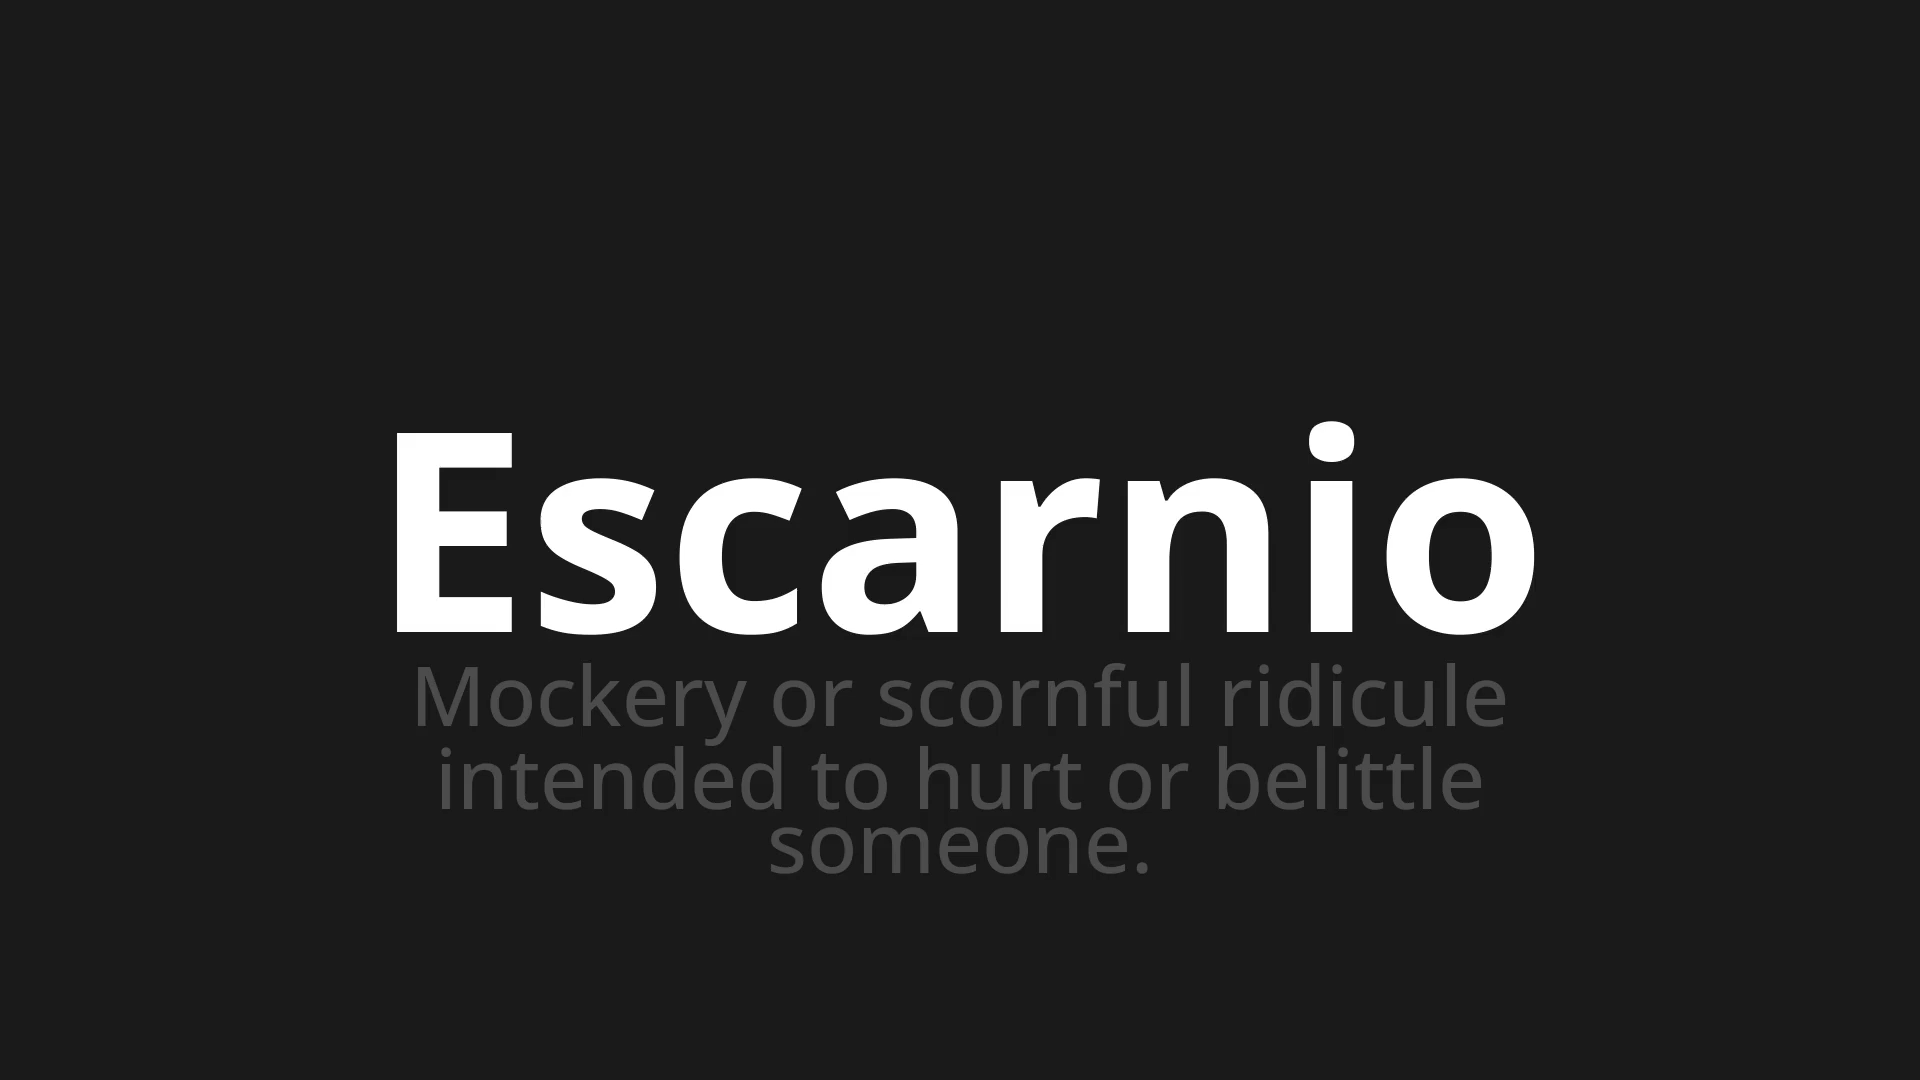 Escarnio
Mockery or scornful ridicule
intended to hurt or belittle
someone.